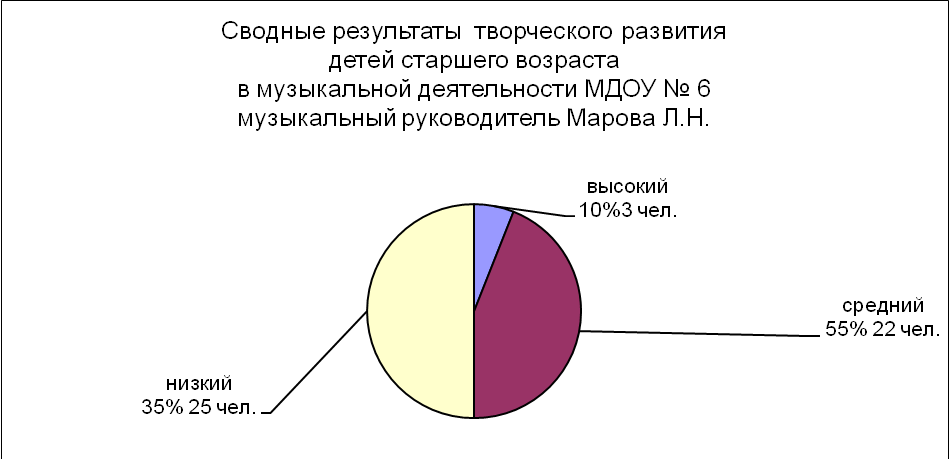 Сводные результаты творческого развития
детей старшего возраста
в музыкальной деятельности МДОУ № 6
музыкальный руководитель Марова Л.Н.
высокий
10%3 чел.
средний
55% 22 чел.
низкий
35% 25 чел.